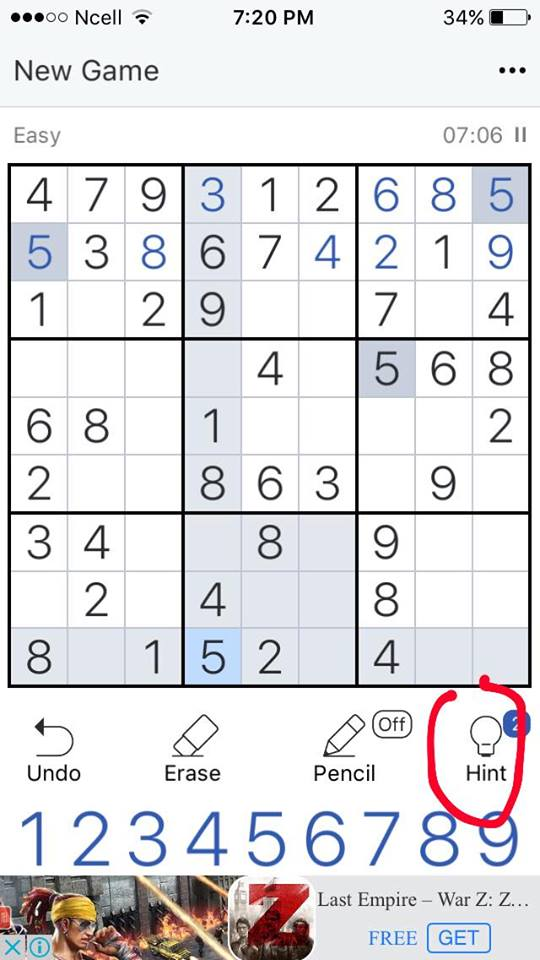 Ncell 7:20 PM 34%
New Game
Easy 07:06
4 7 9 3 1 2 6 8 5
5 3 8 6 7 4 2 1 9
1 2 9 7 4
4 5 6 8
6 8 1 2
2 8 6 3 9
3 4 8 9
2 4 8
8 1 5 2 4
Off 2
Undo Erase Pencil Hint
1 2 3 4 5 6 7 8 9
Z Last Empire – War Z: Z…
FREE GET